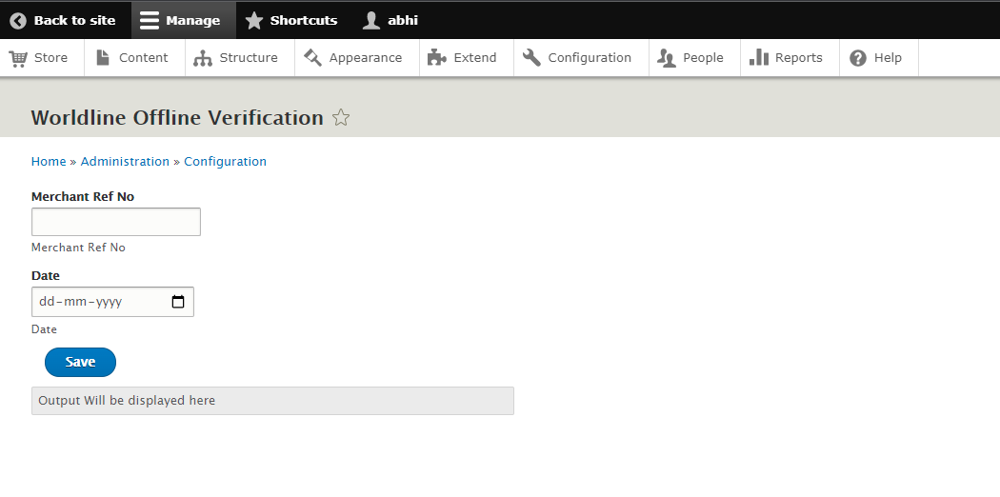 Back to site Manage Shortcuts abhi
Store Content Structure Appearance Extend Configuration People Reports Help
Worldline Offline Verification
Home » Administration » Configuration
Merchant Ref No
Merchant Ref No
Date
dd-mm-yyyy
Date
Save
Output Will be displayed here